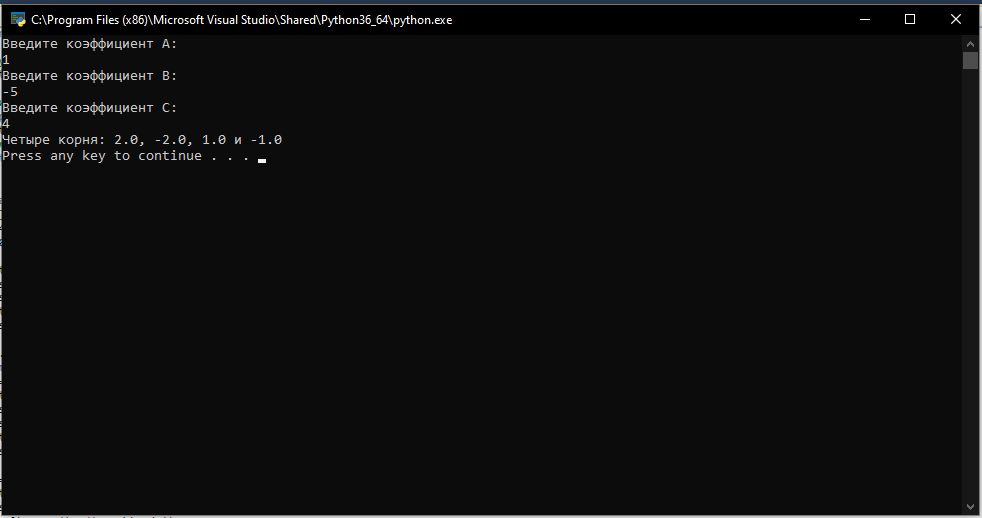 C:\Program Files (x86)\Microsoft Visual Studio\Shared\Python36_64\python.exe
Введите коэффициент A:
1
Введите коэффициент B:
-5
Введите коэффициент C:
4
Четыре корня: 2.0, -2.0, 1.0 и -1.0
Press any key to continue . . .